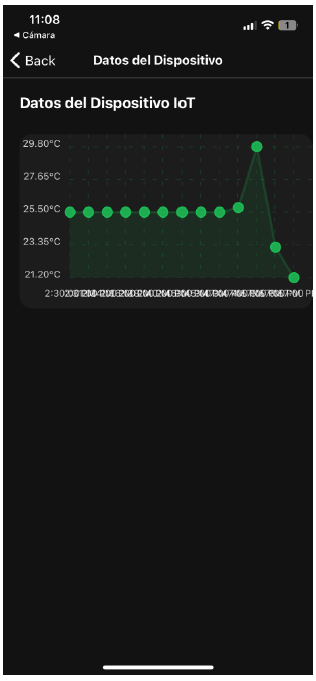 11:08
1
◀ Cámara
Back
Datos del Dispositivo
Datos del Dispositivo IoT
29.80°C
27.65°C
25.50°C
23.35°C
21.20°C